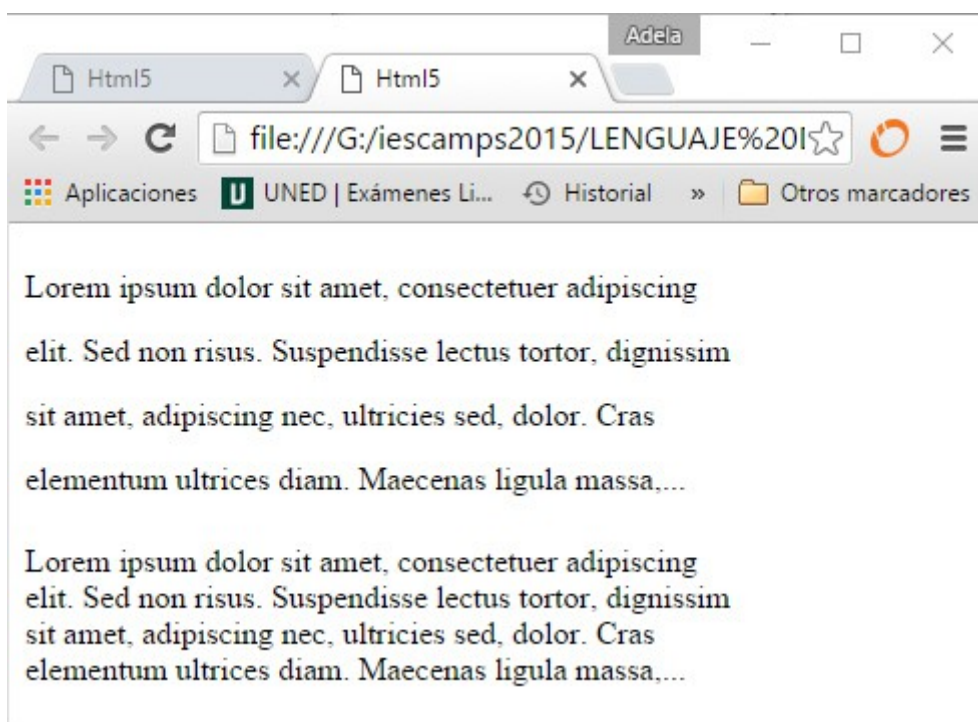 Adela
Html5 Html5
file:///G:/iescamps2015/LENGUAJE%20
Aplicaciones UNED | Exámenes Li... Historial » Otros marcadores
Lorem ipsum dolor sit amet, consectetuer adipiscing
elit. Sed non risus. Suspendisse lectus tortor, dignissim
sit amet, adipiscing nec, ultricies sed, dolor. Cras
elementum ultrices diam. Maecenas ligula massa,...
Lorem ipsum dolor sit amet, consectetuer adipiscing
elit. Sed non risus. Suspendisse lectus tortor, dignissim
sit amet, adipiscing nec, ultricies sed, dolor. Cras
elementum ultrices diam. Maecenas ligula massa,...